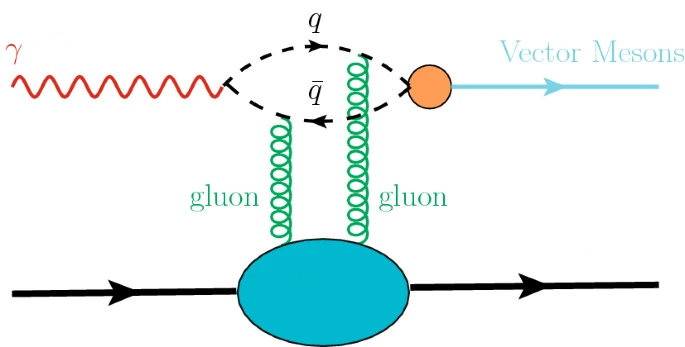 q
γ
Vector Mesons
q̄
gluon
gluon